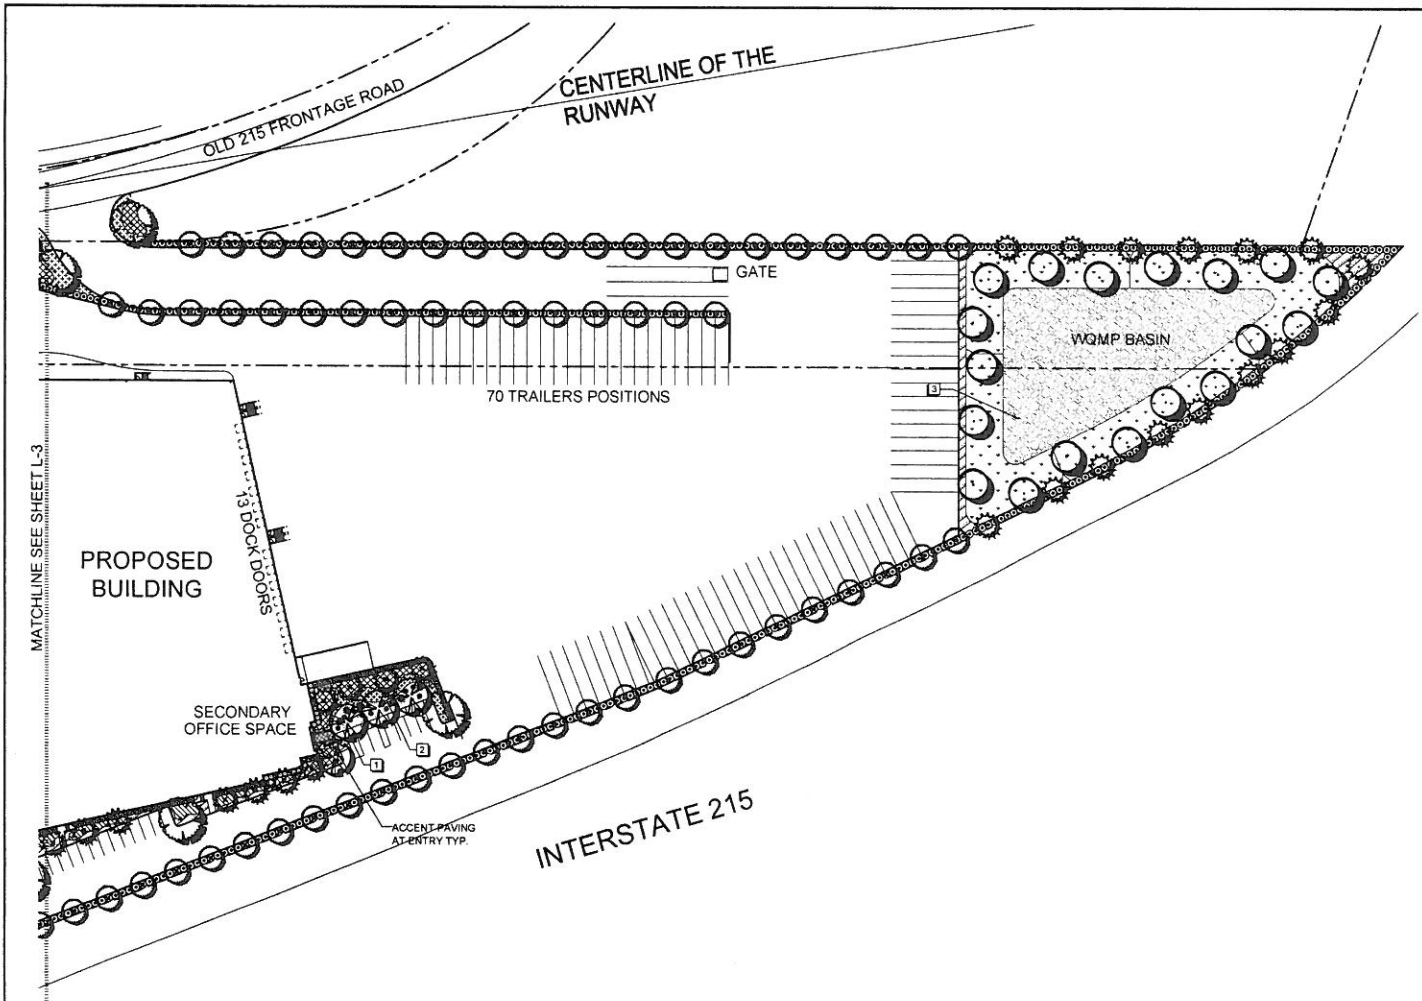 CENTERLINE OF THE
RUNWAY
OLD 215 FRONTAGE ROAD
GATE
WQMP BASIN
3
70 TRAILERS POSITIONS
MATCHLINE SEE SHEET L-3
13 DOCK DOORS
PROPOSED
BUILDING
SECONDARY
OFFICE SPACE
2
1
ACCENT PAVING
AT ENTRY TYP.
INTERSTATE 215